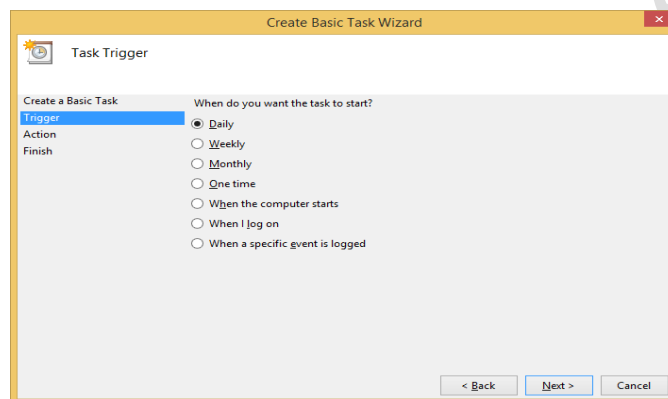 Create Basic Task Wizard
Task Trigger
Create a Basic Task
Trigger
Action
Finish
When do you want the task to start?
Daily
Weekly
Monthly
One time
When the computer starts
When I log on
When a specific event is logged
< Back
Next >
Cancel